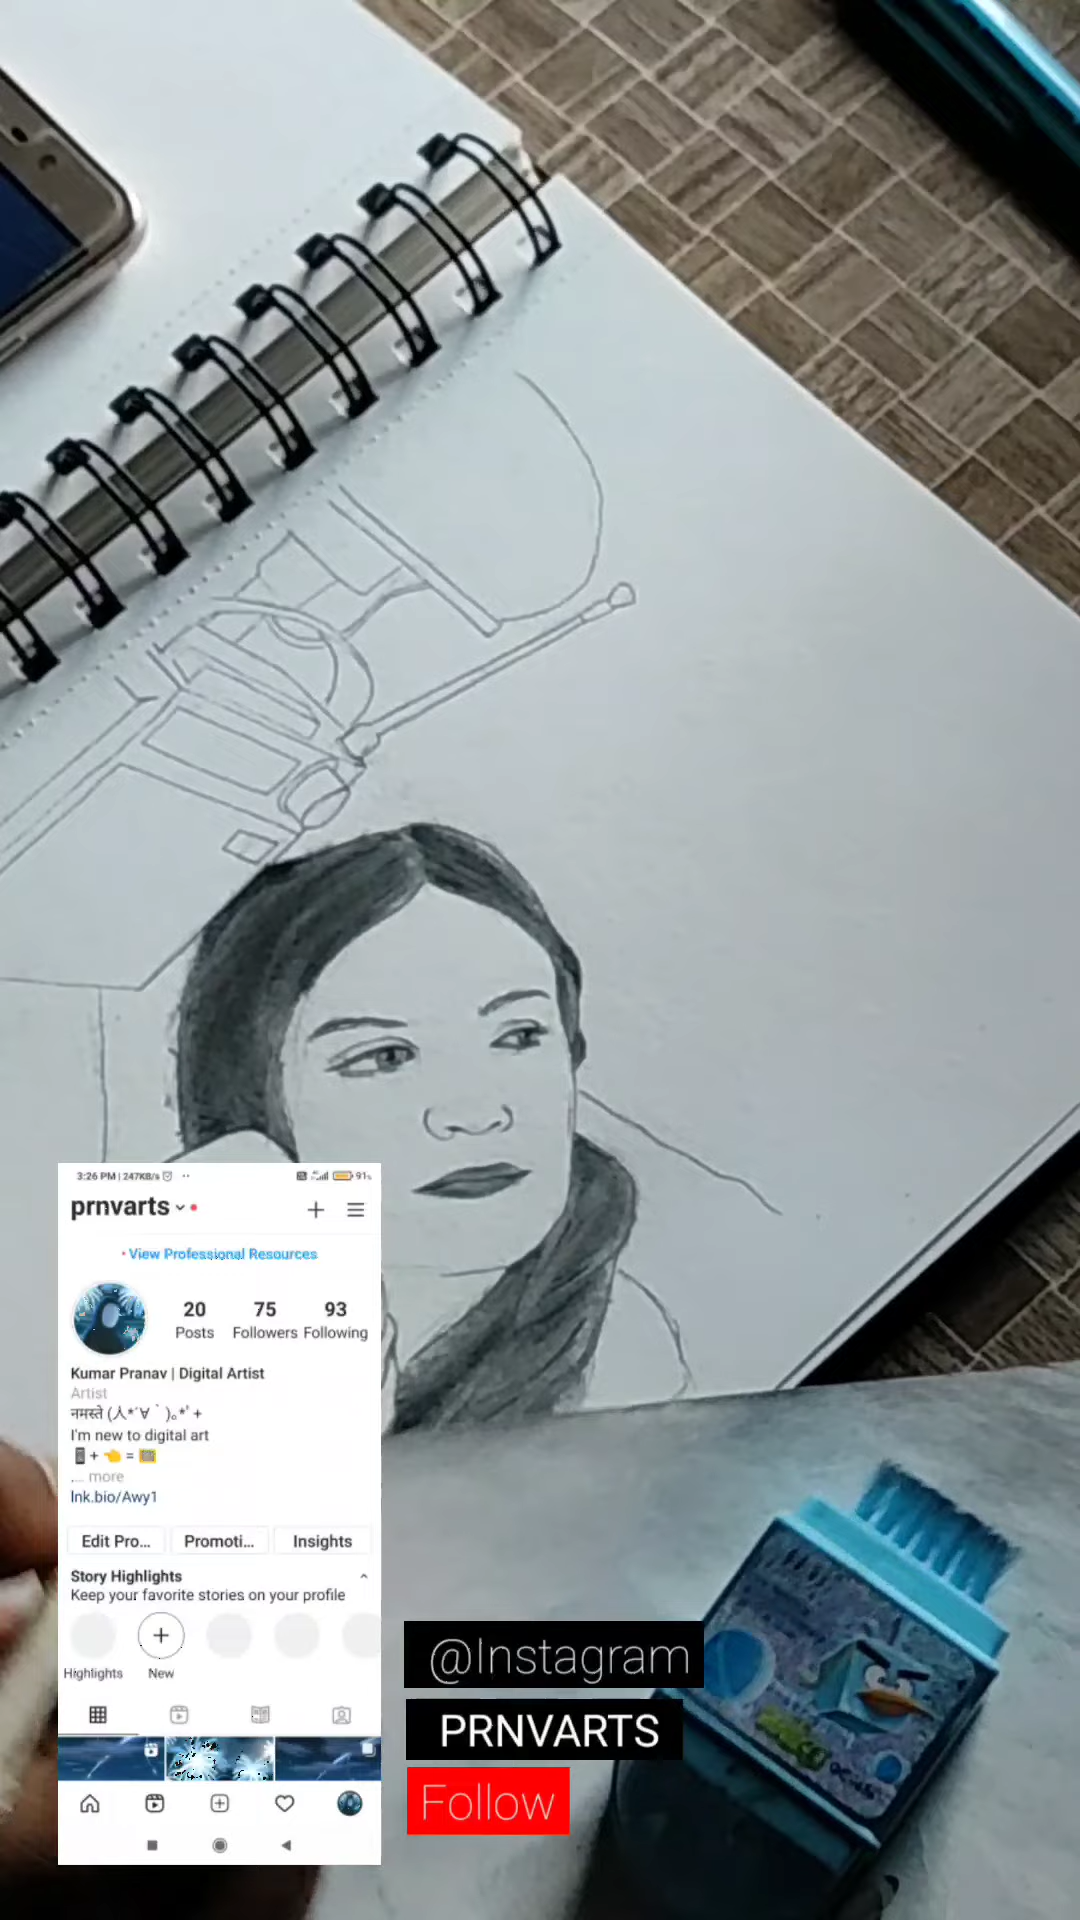 3:26 PM | 247KB/s
91%
prnvarts
View Professional Resources
20 75 93
Posts Followers Following
Kumar Pranav | Digital Artist
Artist
नमस्ते (人*´∀｀)｡*ﾟ+
I'm new to digital art
📱+ 👈 = 🖼️
.... more
lnk.bio/Awy1
Edit Pro... Promoti... Insights
Story Highlights
Keep your favorite stories on your profile
Highlights New
@Instagram
PRNVARTS
Follow